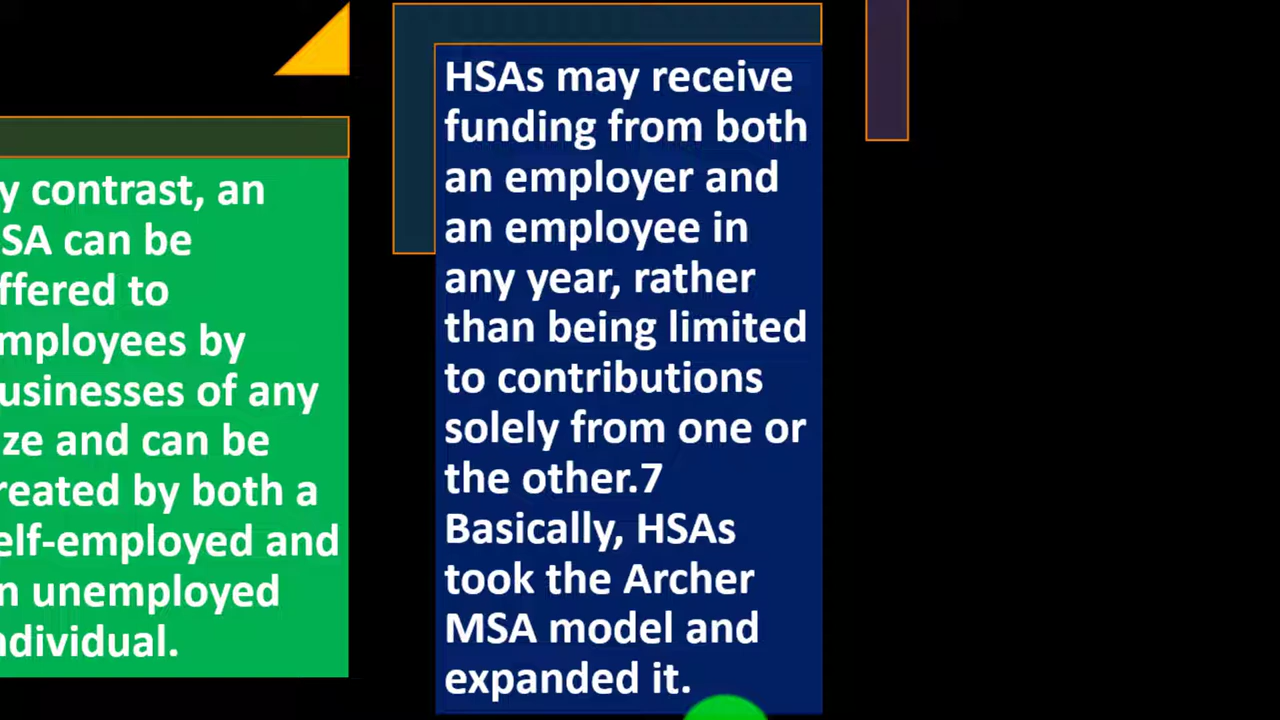 y contrast, an
SA can be
ffered to
mployees by
usinesses of any
ize and can be
reated by both a
elf-employed and
n unemployed
ndividual.
HSAs may receive
funding from both
an employer and
an employee in
any year, rather
than being limited
to contributions
solely from one or
the other.7
Basically, HSAs
took the Archer
MSA model and
expanded it.